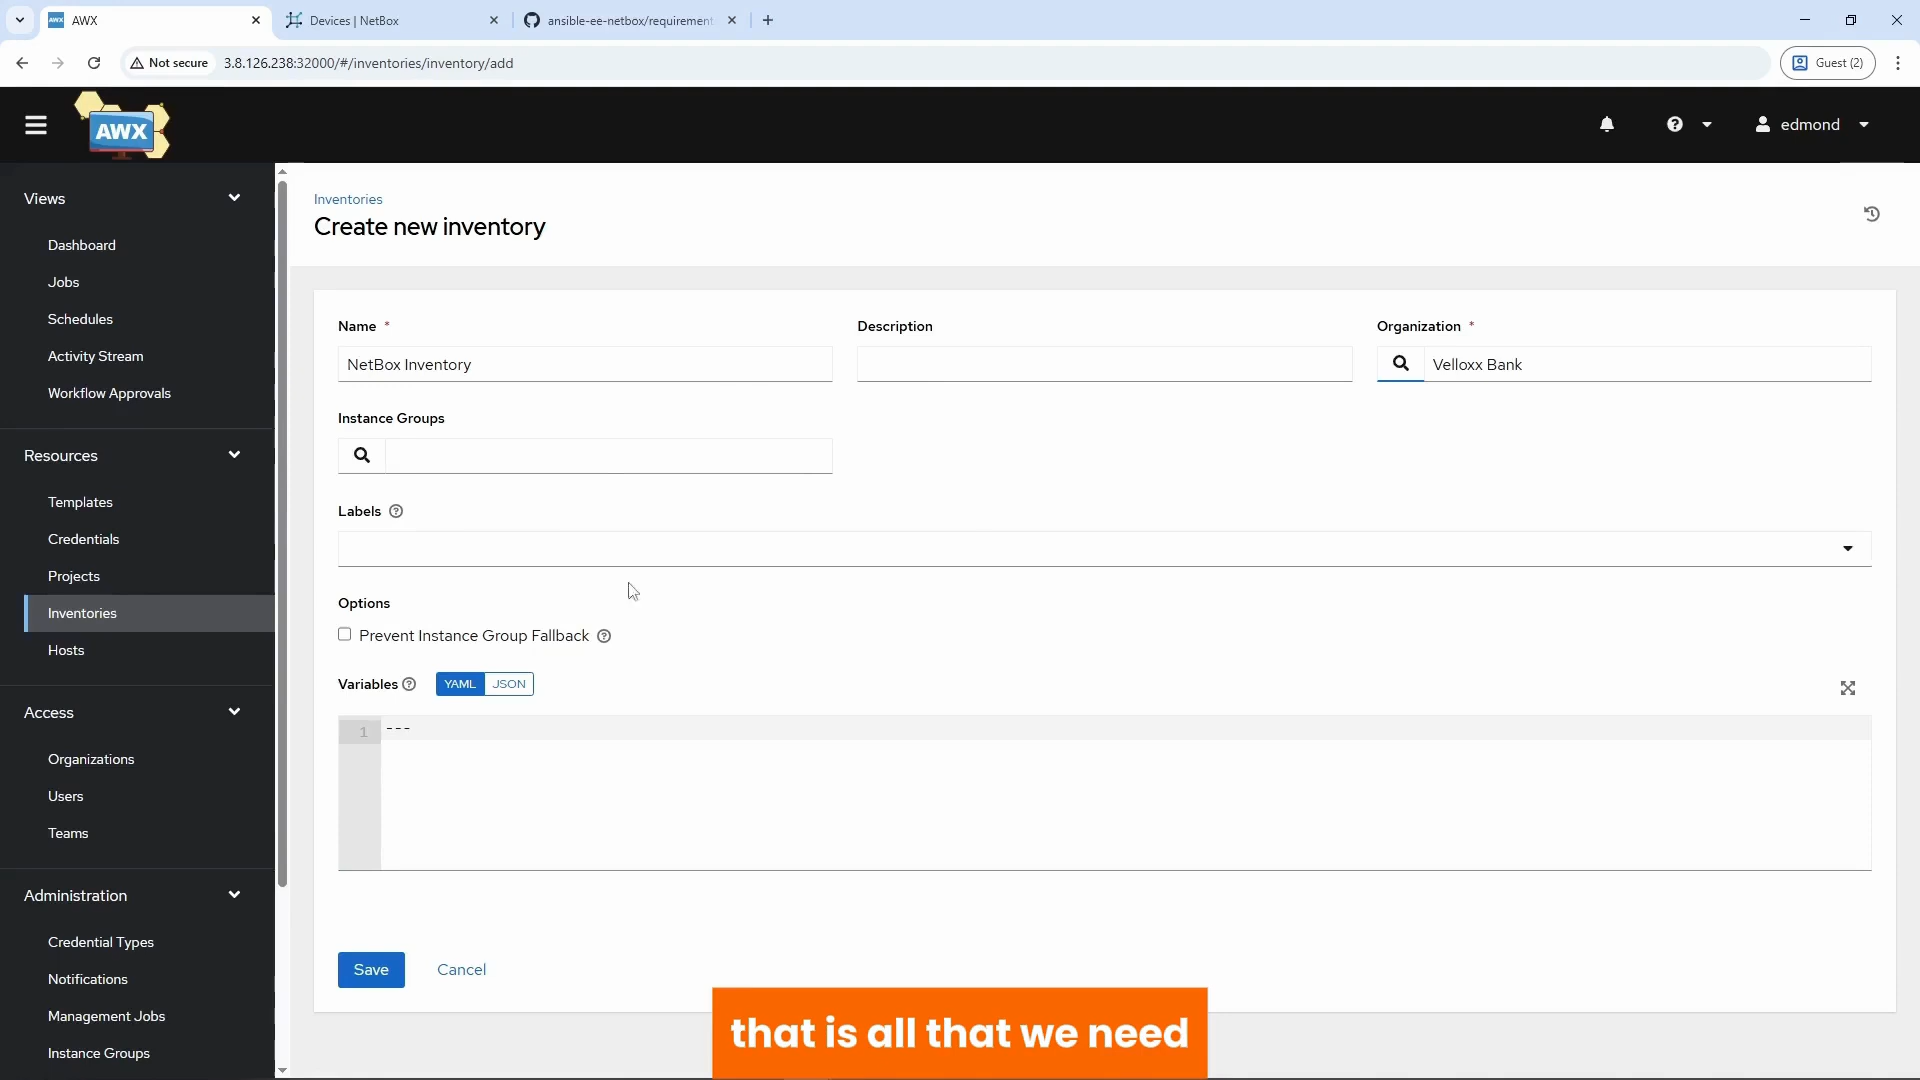 AWX
Devices | NetBox
ansible-ee-netbox/requirement
Not secure
3.8.126.238:32000/#/inventories/inventory/add
Guest (2)
AWX
edmond
Views
Dashboard
Jobs
Schedules
Activity Stream
Workflow Approvals
Resources
Templates
Credentials
Projects
Inventories
Hosts
Access
Organizations
Users
Teams
Administration
Credential Types
Notifications
Management Jobs
Instance Groups
Inventories
Create new inventory
Name *
Description
Organization *
NetBox Inventory
Velloxx Bank
Instance Groups
Labels
Options
Prevent Instance Group Fallback
Variables
YAML
JSON
1
---
Save
Cancel
that is all that we need